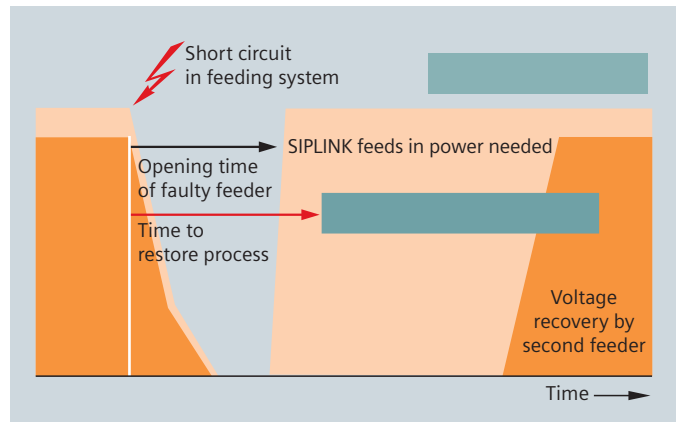 Short circuit
in feeding system
SIPLINK feeds in power needed
Opening time
of faulty feeder
Time to
restore process
Voltage
recovery by
second feeder
Time